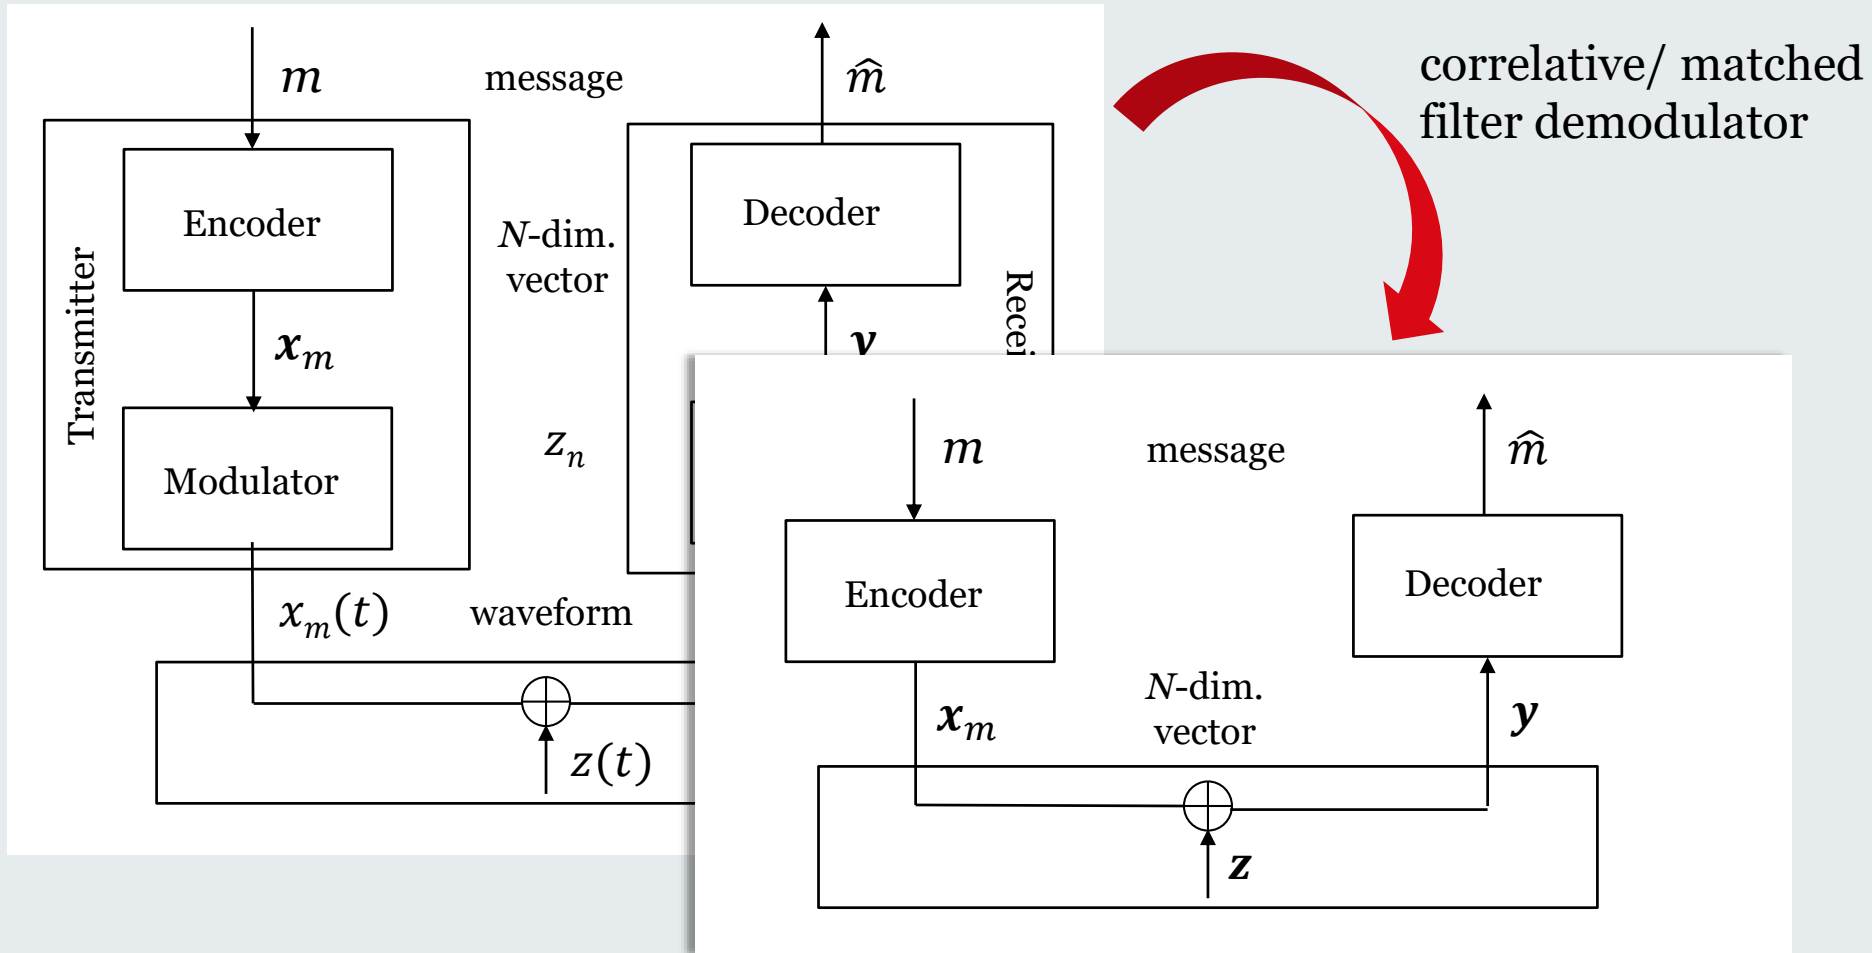 correlative/ matched
filter demodulator
m
message
m̂
Transmitter
Encoder
N-dim.
vector
Decoder
x_m
y
z_n
Modulator
x_m(t)
waveform
z(t)
m
message
m̂
Encoder
Decoder
x_m
N-dim.
vector
y
z